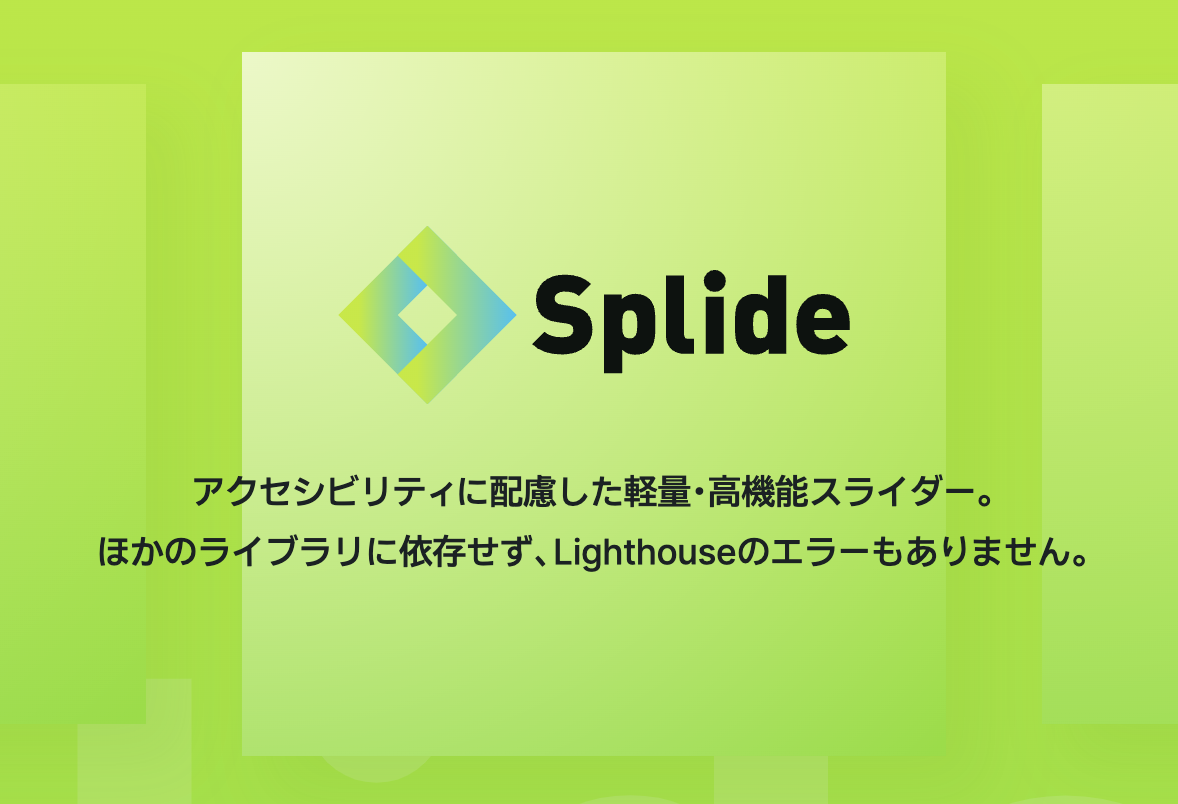 Splide
アクセシビリティに配慮した軽量・高機能スライダー。
ほかのライブラリに依存せず、Lighthouseのエラーもありません。